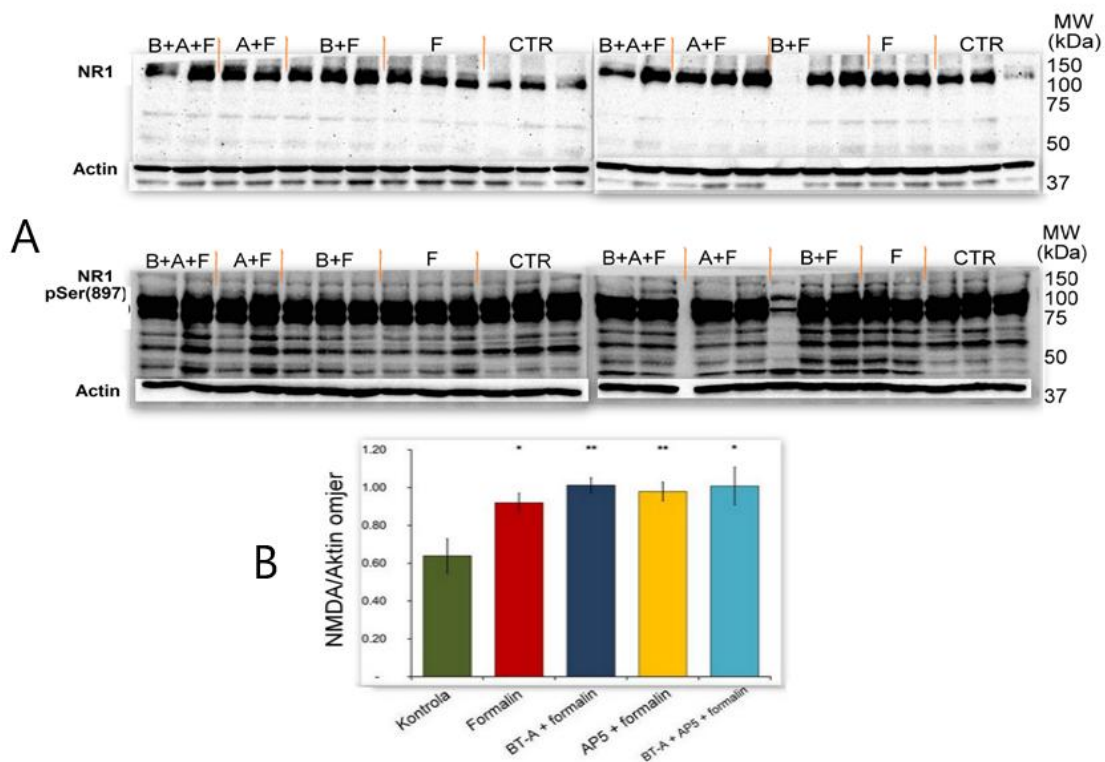 MW
(kDa)
B+A+F A+F B+F F CTR B+A+F A+F B+F F CTR
NR1
150
100
75
50
Actin
37
A
MW
(kDa)
B+A+F A+F B+F F CTR B+A+F A+F B+F F CTR
NR1
pSer(897)
150
100
75
50
Actin
37
B
NMDA/Aktin omjer
1.20
1.00
0.80
0.60
0.40
0.20
-
* ** ** *
Kontrola
Formalin
BT-A + formalin
AP5 + formalin
BT-A + AP5 + formalin